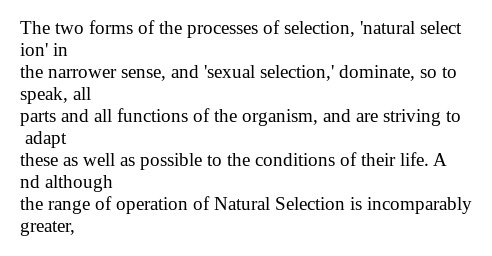 The two forms of the processes of selection, 'natural select
ion' in
the narrower sense, and 'sexual selection,' dominate, so to
speak, all
parts and all functions of the organism, and are striving to
 adapt
these as well as possible to the conditions of their life. A
nd although
the range of operation of Natural Selection is incomparably
greater,